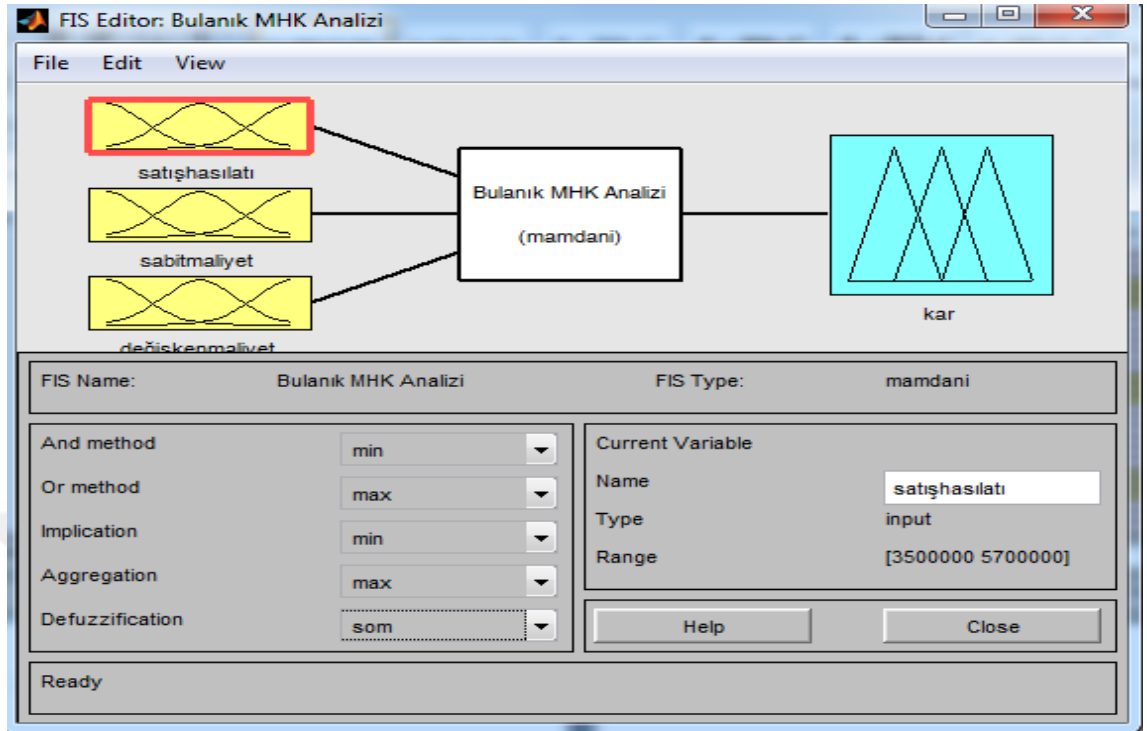 FIS Editor: Bulanık MHK Analizi
File Edit View
satışhasılatı
sabitmaliyet
değişkenmaliyet
Bulanık MHK Analizi
(mamdani)
kar
FIS Name: Bulanık MHK Analizi FIS Type: mamdani
And method min
Or method max
Implication min
Aggregation max
Defuzzification som
Current Variable
Name satışhasılatı
Type input
Range [3500000 5700000]
Help Close
Ready